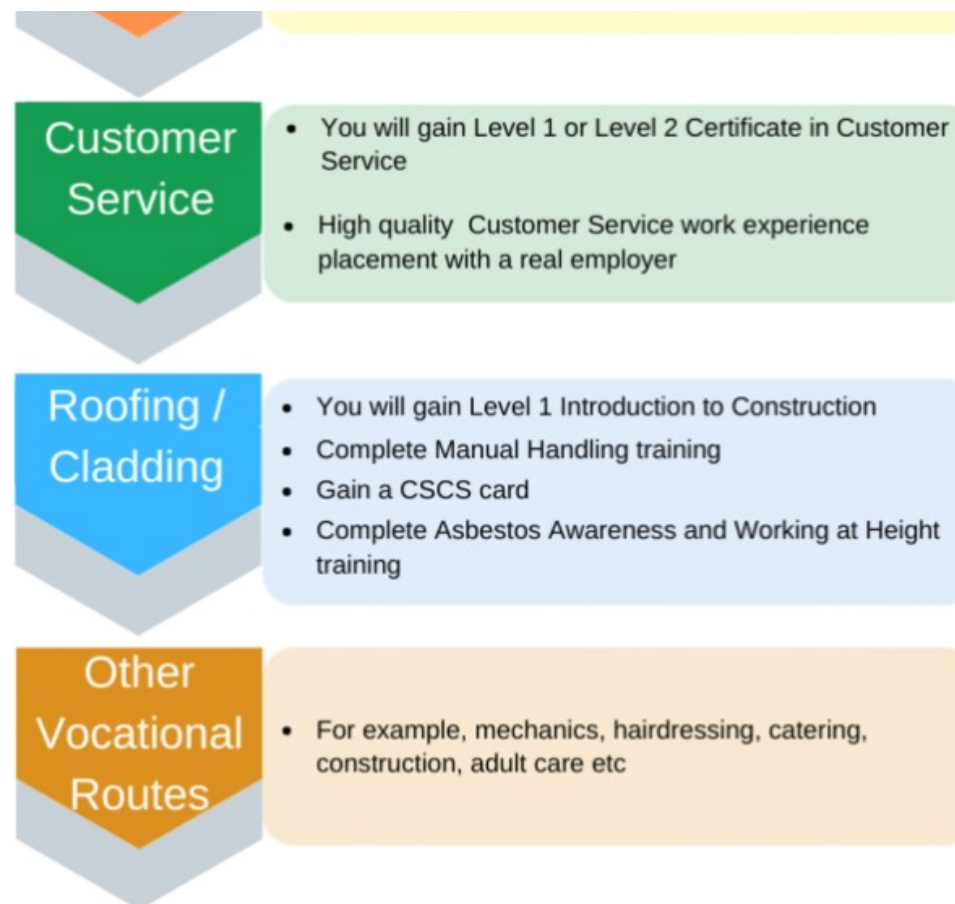 Customer
Service
• You will gain Level 1 or Level 2 Certificate in Customer
Service
• High quality  Customer Service work experience
placement with a real employer
Roofing /
Cladding
• You will gain Level 1 Introduction to Construction
• Complete Manual Handling training
• Gain a CSCS card
• Complete Asbestos Awareness and Working at Height
training
Other
Vocational
Routes
• For example, mechanics, hairdressing, catering,
construction, adult care etc